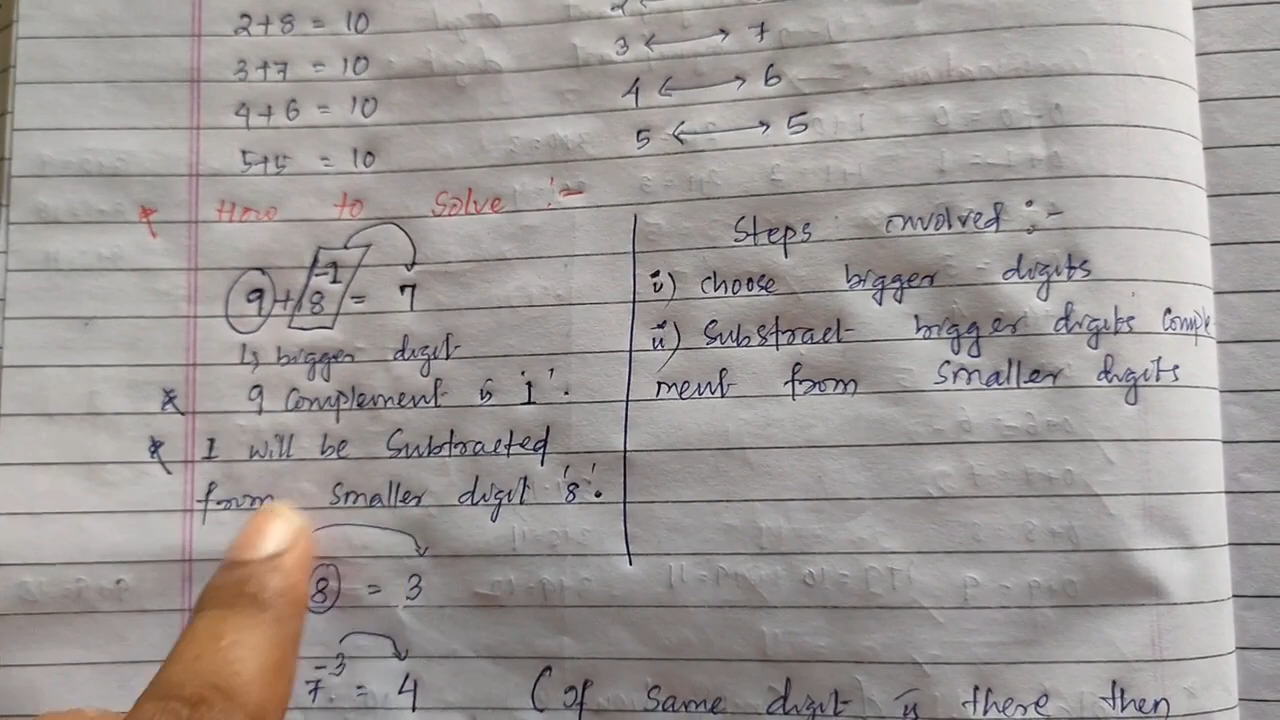 2+8 = 10
3+7 = 10
4+6 = 10
5+5 = 10
3 ↔ 7
4 ↔ 6
5 ↔ 5
* How to Solve :-
-1
9 + 8 = 7
↳ bigger digit
* 9 complement is '1'.
* 1 will be Subtracted
from smaller digit '8'.
8 = 3
-3
7 = 4
Steps involved :-
i) choose bigger digits
ii) Substract bigger digits comple
ment from smaller digits
(If same digit is there then